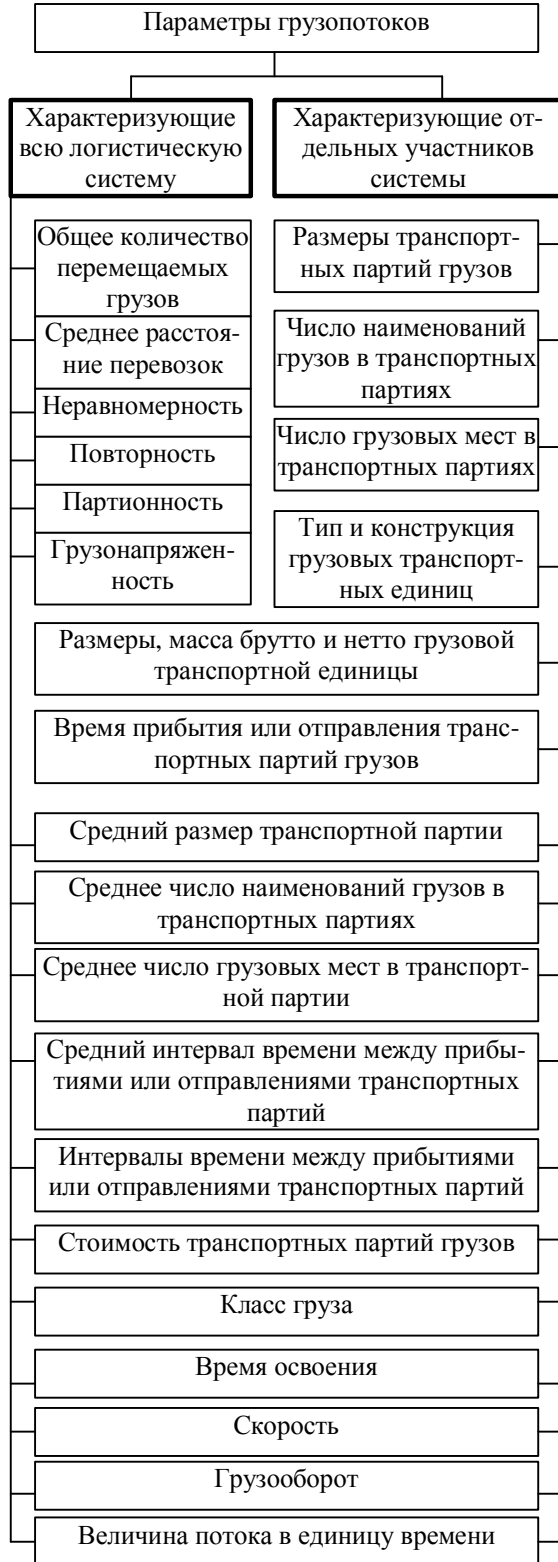 Параметры грузопотоков
Характеризующие
всю логистическую
систему
Характеризующие от-
дельных участников
системы
Общее количество
перемещаемых
грузов
Среднее расстоя-
ние перевозок
Неравномерность
Повторность
Партионность
Грузонапряжен-
ность
Размеры транспорт-
ных партий грузов
Число наименований
грузов в транспортных
партиях
Число грузовых мест в
транспортных партиях
Тип и конструкция
грузовых транспорт-
ных единиц
Размеры, масса брутто и нетто грузовой
транспортной единицы
Время прибытия или отправления транс-
портных партий грузов
Средний размер транспортной партии
Среднее число наименований грузов в
транспортных партиях
Среднее число грузовых мест в транспорт-
ной партии
Средний интервал времени между прибы-
тиями или отправлениями транспортных
партий
Интервалы времени между прибытиями
или отправлениями транспортных партий
Стоимость транспортных партий грузов
Класс груза
Время освоения
Скорость
Грузооборот
Величина потока в единицу времени